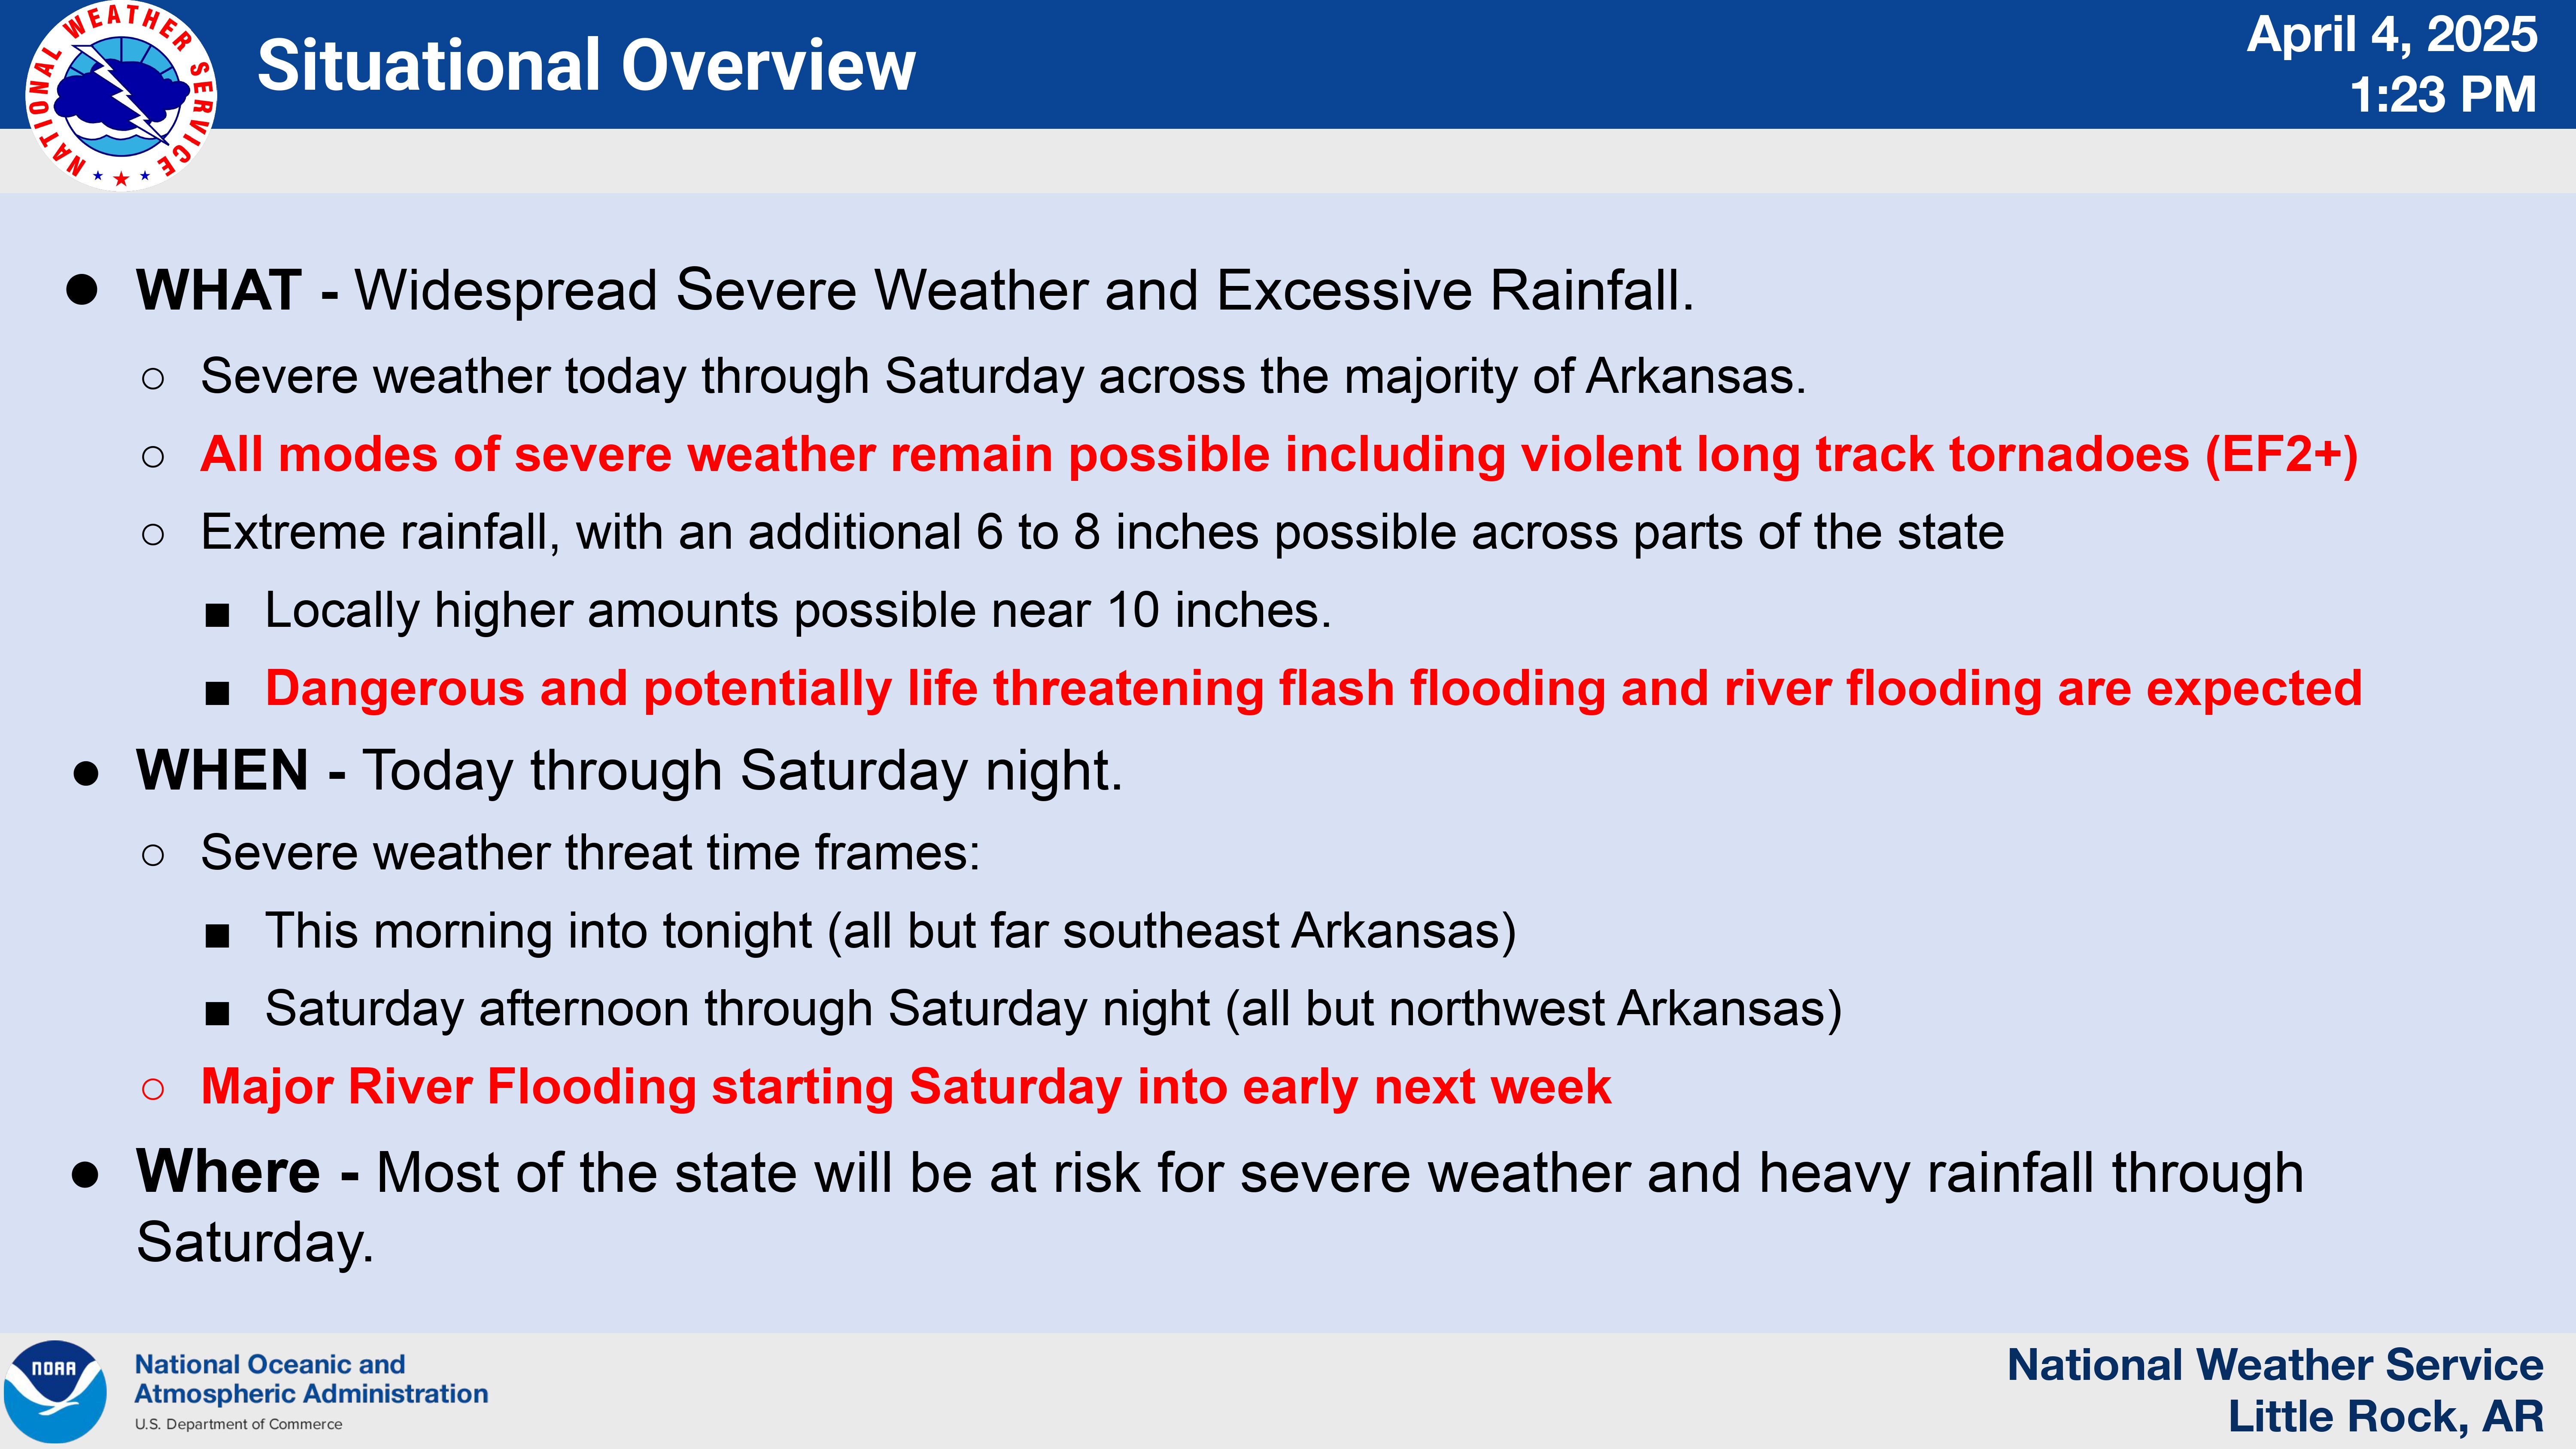 NATIONAL WEATHER SERVICE
Situational Overview
April 4, 2025
1:23 PM
● WHAT - Widespread Severe Weather and Excessive Rainfall.
○ Severe weather today through Saturday across the majority of Arkansas.
○ All modes of severe weather remain possible including violent long track tornadoes (EF2+)
○ Extreme rainfall, with an additional 6 to 8 inches possible across parts of the state
■ Locally higher amounts possible near 10 inches.
■ Dangerous and potentially life threatening flash flooding and river flooding are expected
● WHEN - Today through Saturday night.
○ Severe weather threat time frames:
■ This morning into tonight (all but far southeast Arkansas)
■ Saturday afternoon through Saturday night (all but northwest Arkansas)
○ Major River Flooding starting Saturday into early next week
● Where - Most of the state will be at risk for severe weather and heavy rainfall through
Saturday.
NOAA
National Oceanic and
Atmospheric Administration
U.S. Department of Commerce
National Weather Service
Little Rock, AR